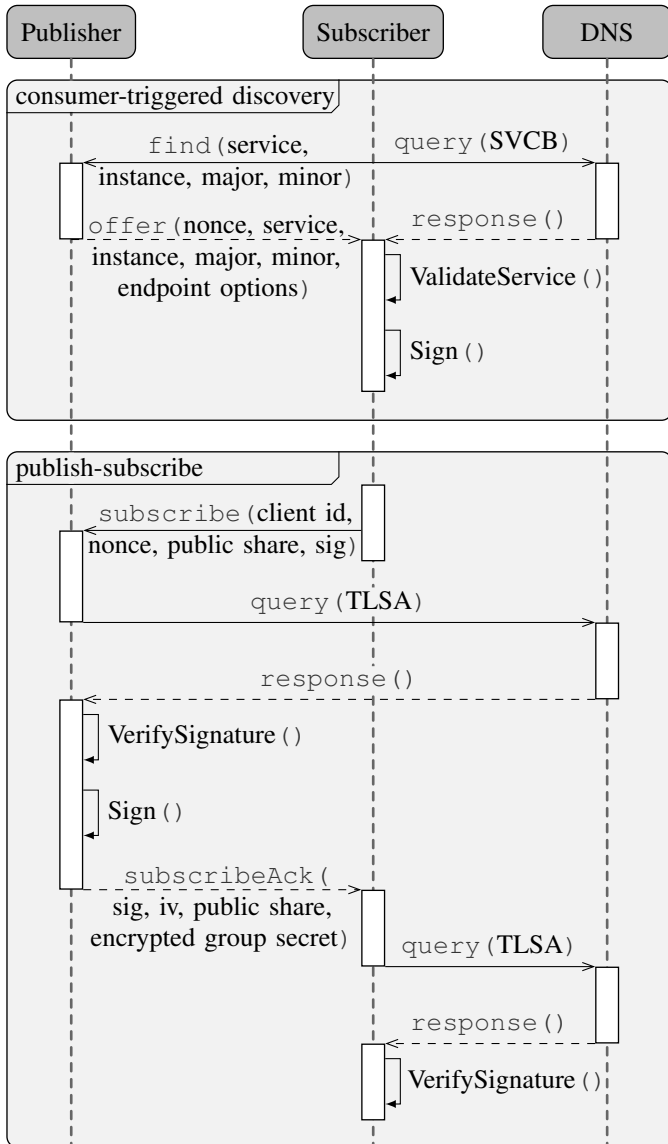 Publisher
Subscriber
DNS
consumer-triggered discovery
find(service,
instance, major, minor)
query(SVCB)
offer(nonce, service,
instance, major, minor,
endpoint options)
response()
ValidateService()
Sign()
publish-subscribe
subscribe(client id,
nonce, public share, sig)
query(TLSA)
response()
VerifySignature()
Sign()
subscribeAck(
sig, iv, public share,
encrypted group secret)
query(TLSA)
response()
VerifySignature()